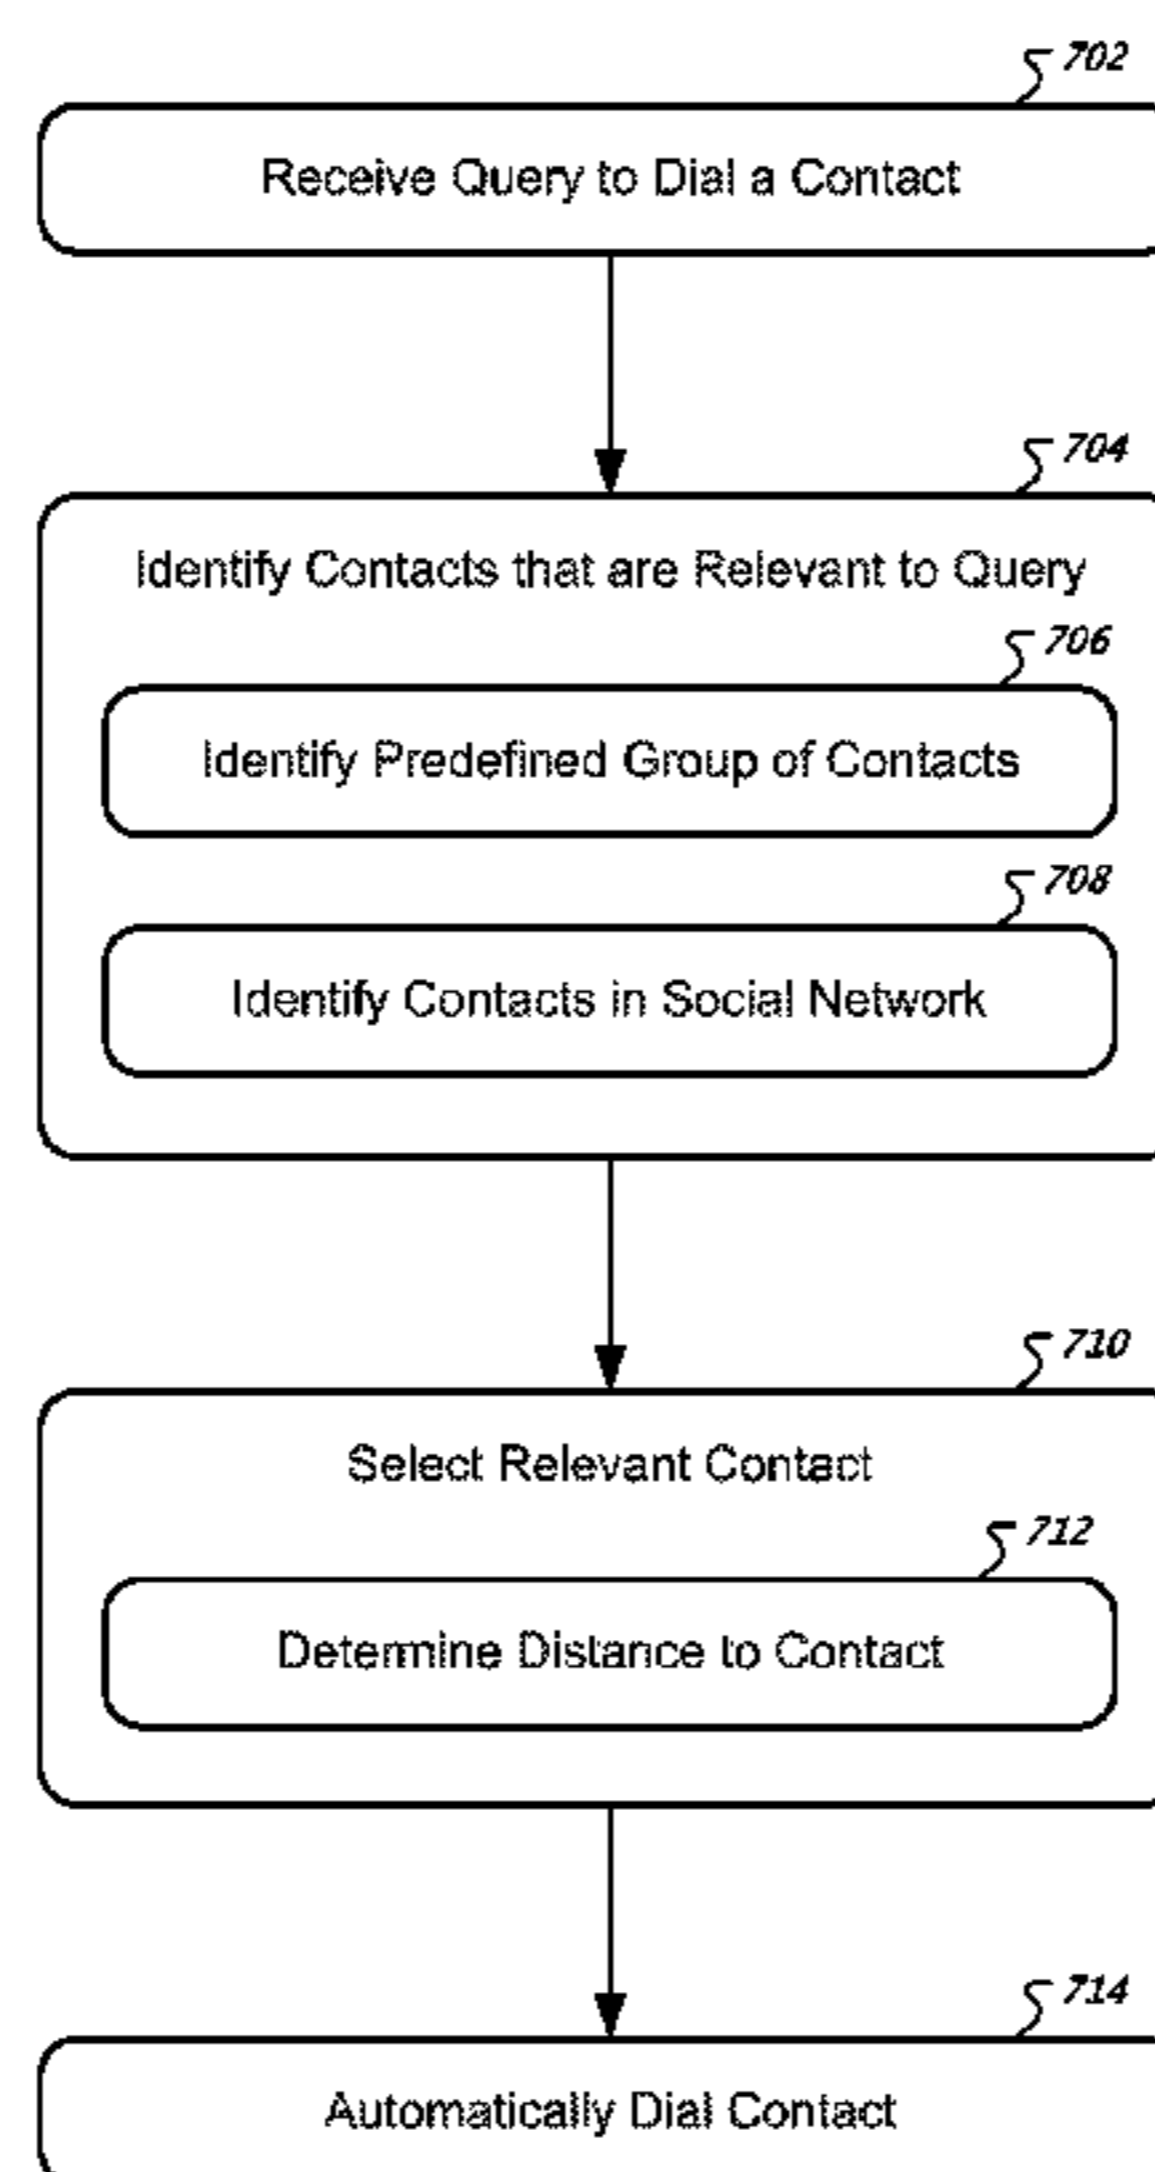 702
Receive Query to Dial a Contact
704
Identify Contacts that are Relevant to Query
706
Identify Predefined Group of Contacts
708
Identify Contacts in Social Network
710
Select Relevant Contact
712
Determine Distance to Contact
714
Automatically Dial Contact